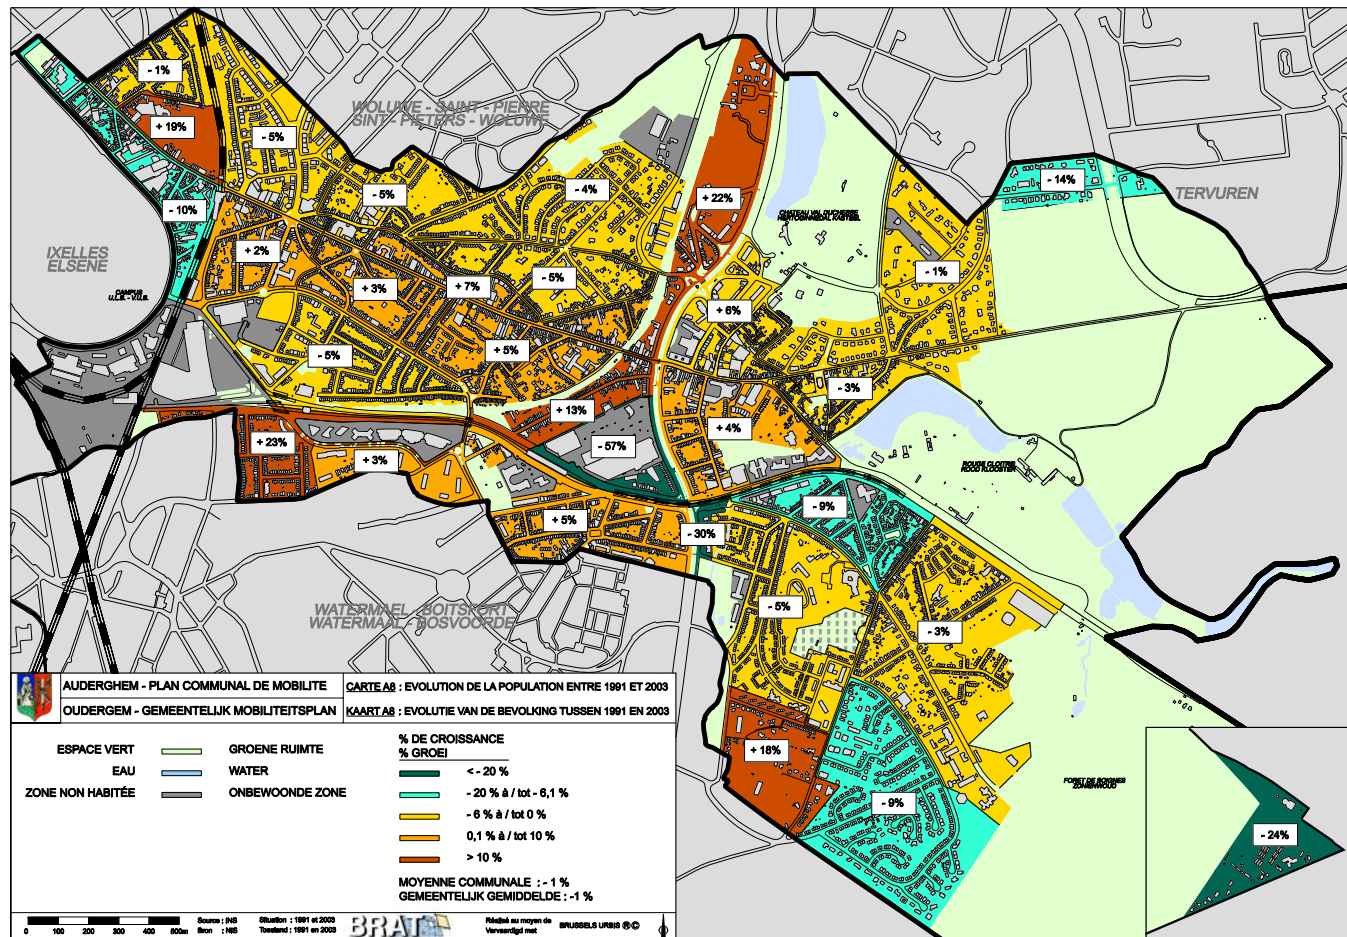 WOLUWE - SAINT - PIERRE
SINT - PIETERS - WOLUWE
- 1%
+ 19%
- 5%
- 5%
- 4%
+ 22%
- 14%
TERVUREN
- 10%
IXELLES
ELSENE
CAMPUS
U.L.B. - V.U.B.
+ 2%
+ 3%
+ 7%
- 5%
- 1%
+ 6%
- 5%
+ 5%
- 3%
+ 13%
+ 4%
+ 23%
+ 3%
- 57%
ROUGE CLOITRE
ROOD KLOOSTER
- 9%
+ 5%
- 30%
WATERMAEL - BOITSFORT
WATERMAAL - BOSVOORDE
- 5%
- 3%
+ 18%
- 9%
FORET DE SOIGNES
ZONIENWOUD
- 24%
AUDERGHEM - PLAN COMMUNAL DE MOBILITE
CARTE A8 : EVOLUTION DE LA POPULATION ENTRE 1991 ET 2003
OUDERGEM - GEMEENTELIJK MOBILITEITSPLAN
KAART A8 : EVOLUTIE VAN DE BEVOLKING TUSSEN 1991 EN 2003
ESPACE VERT GROENE RUIMTE
EAU WATER
ZONE NON HABITÉE ONBEWOONDE ZONE
% DE CROISSANCE
% GROEI
< - 20 %
- 20 % à / tot - 6,1 %
- 6 % à / tot 0 %
0,1 % à / tot 10 %
> 10 %
MOYENNE COMMUNALE : - 1 %
GEMEENTELIJK GEMIDDELDE : -1 %
0 100 200 300 400 500m
Source : INS Situation : 1991 et 2003
Bron : NIS Toestand : 1991 en 2003
BRAT
Réalisé au moyen de
Vervaardigd met
BRUSSELS URBIS ® ©